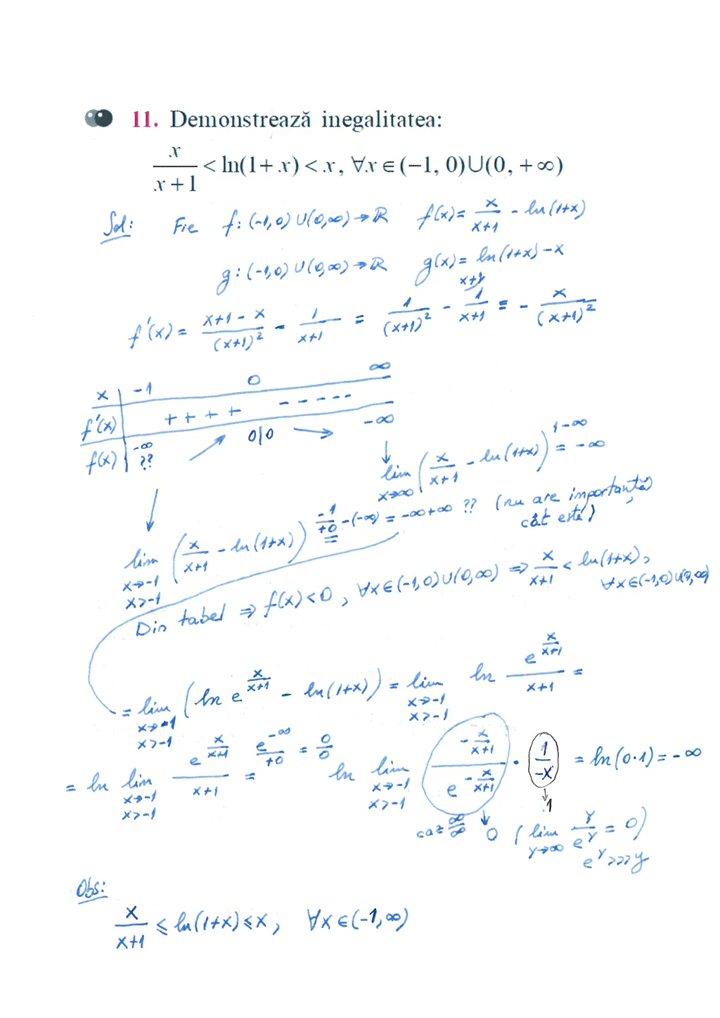 11. Demonstrează inegalitatea:
x/(x+1) < ln(1+x) < x, ∀x∈(−1, 0)∪(0, +∞)
Sol: Fie f: (-1,0)∪(0,∞)→ℝ f(x)= x/(x+1) - ln(1+x)
g: (-1,0)∪(0,∞)→ℝ g(x)= ln(1+x)-x
f'(x)= (x+1-x)/(x+1)² - 1/(x+1) = 1/(x+1)² - ˣ⁺¹⁾1/(x+1) = - x/(x+1)²
x | -1 0 ∞
f'(x) | ++++ -----
f(x) | -∞ ?? ↗ 0|0 ↘ -∞
lim x→∞ (x/(x+1) - ln(1+x)) 1-∞ = -∞
lim x→-1 x>-1 (x/(x+1) - ln(1+x)) = -1/+0 -(-∞) = -∞+∞ ?? (nu are importanță cât este)
Din tabel ⇒ f(x)<0, ∀x∈(-1,0)∪(0,∞) ⇒ x/(x+1) < ln(1+x), ∀x∈(-1,0)∪(0,∞)
= lim x→-1 x>-1 (ln e^(x/(x+1)) - ln(1+x)) = lim x→-1 x>-1 ln e^(x/(x+1))/(x+1) =
= ln lim x→-1 x>-1 e^(x/(x+1))/(x+1) e^(-∞)/+0 = 0/0 = ln lim x→-1 x>-1 (-x/(x+1))/(e^(-x/(x+1))) · 1/(-x) = ln(0·1) = -∞
caz ∞/∞ ↓ 0 (lim y→∞ y/e^y = 0) ↓ 1
e^y >>> y
Obs:
x/(x+1) ≤ ln(1+x) ≤ x, ∀x∈(-1,∞)